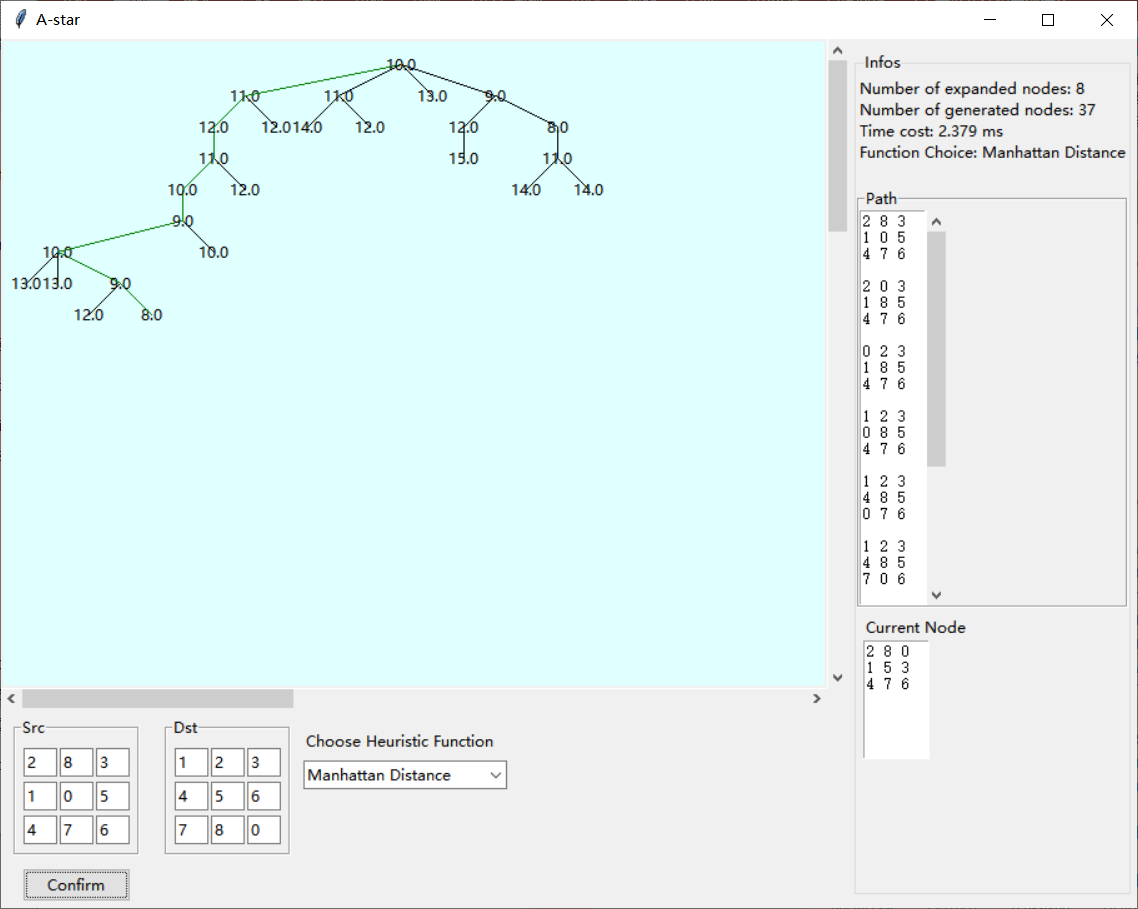 A-star
10.0
11.0 11.0 13.0 9.0
12.0 12.0 14.0 12.0 12.0 8.0
11.0 15.0 11.0
10.0 12.0 14.0 14.0
9.0
10.0 10.0
13.0 13.0 9.0
12.0 8.0
Infos
Number of expanded nodes: 8
Number of generated nodes: 37
Time cost: 2.379 ms
Function Choice: Manhattan Distance
Path
2 8 3
1 0 5
4 7 6
2 0 3
1 8 5
4 7 6
0 2 3
1 8 5
4 7 6
1 2 3
0 8 5
4 7 6
1 2 3
4 8 5
0 7 6
1 2 3
4 8 5
7 0 6
Current Node
2 8 0
1 5 3
4 7 6
Src
2 8 3
1 0 5
4 7 6
Dst
1 2 3
4 5 6
7 8 0
Choose Heuristic Function
Manhattan Distance
Confirm